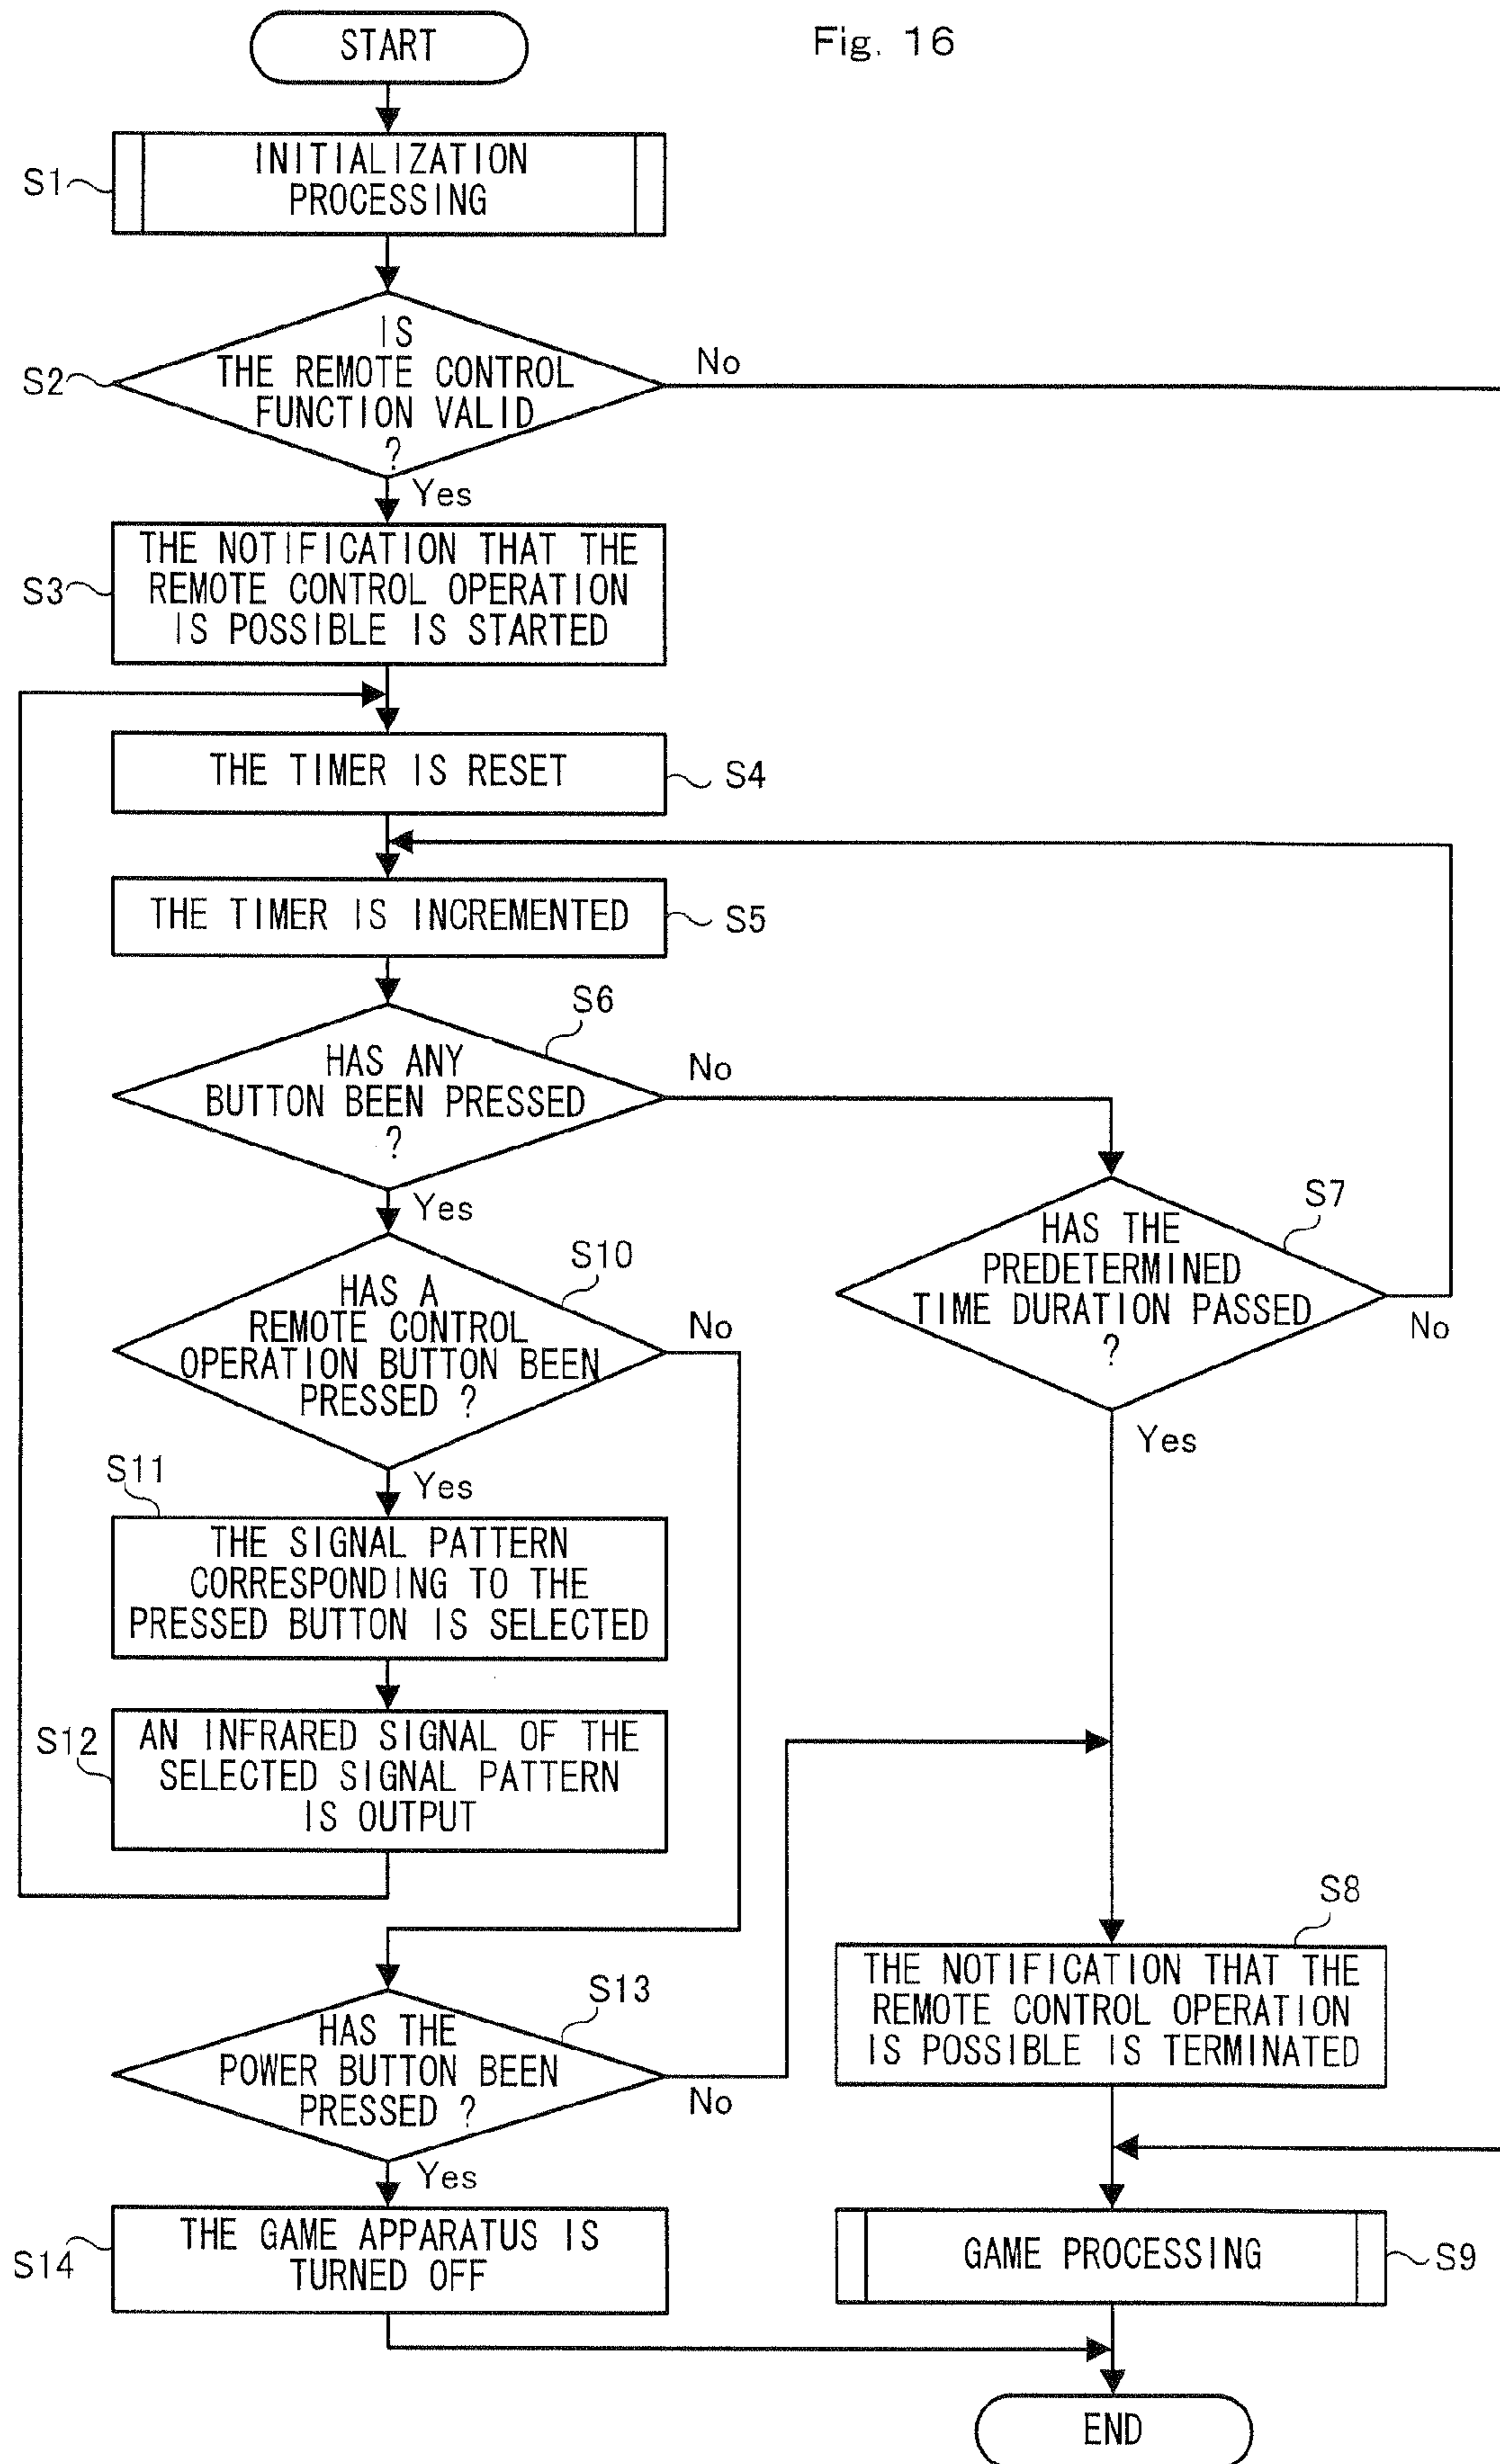 Fig. 16
START
S1
INITIALIZATION
PROCESSING
S2
IS
THE REMOTE CONTROL
FUNCTION VALID
?
No
Yes
S3
THE NOTIFICATION THAT THE
REMOTE CONTROL OPERATION
IS POSSIBLE IS STARTED
THE TIMER IS RESET
S4
THE TIMER IS INCREMENTED
S5
S6
HAS ANY
BUTTON BEEN PRESSED
?
No
Yes
S7
HAS THE
PREDETERMINED
TIME DURATION PASSED
?
No
Yes
S10
HAS A
REMOTE CONTROL
OPERATION BUTTON BEEN
PRESSED ?
No
Yes
S11
THE SIGNAL PATTERN
CORRESPONDING TO THE
PRESSED BUTTON IS SELECTED
S12
AN INFRARED SIGNAL OF THE
SELECTED SIGNAL PATTERN
IS OUTPUT
S8
THE NOTIFICATION THAT THE
REMOTE CONTROL OPERATION
IS POSSIBLE IS TERMINATED
S13
HAS THE
POWER BUTTON BEEN
PRESSED ?
No
Yes
S14
THE GAME APPARATUS IS
TURNED OFF
GAME PROCESSING
S9
END